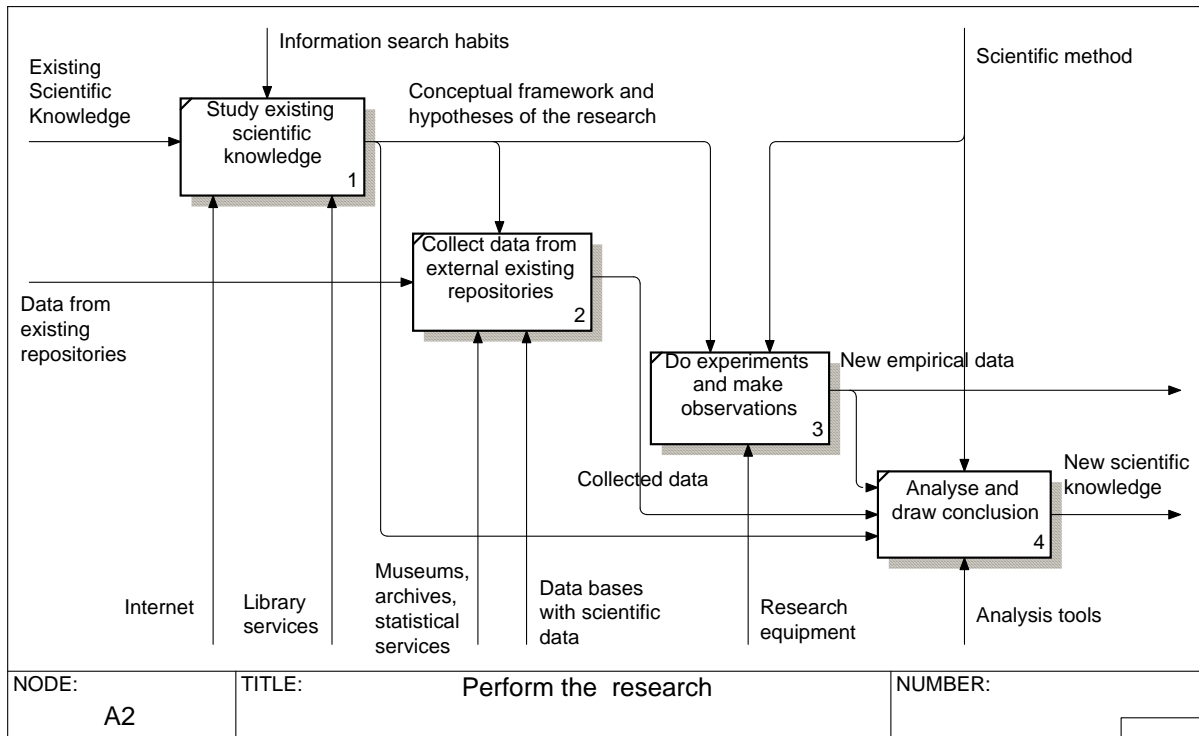 Information search habits
Existing
Scientific
Knowledge
Scientific method
Study existing
scientific
knowledge
1
Conceptual framework and
hypotheses of the research
Collect data from
external existing
repositories
2
Data from
existing
repositories
Do experiments
and make
observations
3
New empirical data
Collected data
Analyse and
draw conclusion
4
New scientific
knowledge
Internet
Library
services
Museums,
archives,
statistical
services
Data bases
with scientific
data
Research
equipment
Analysis tools
NODE:
A2
TITLE:
Perform the research
NUMBER: